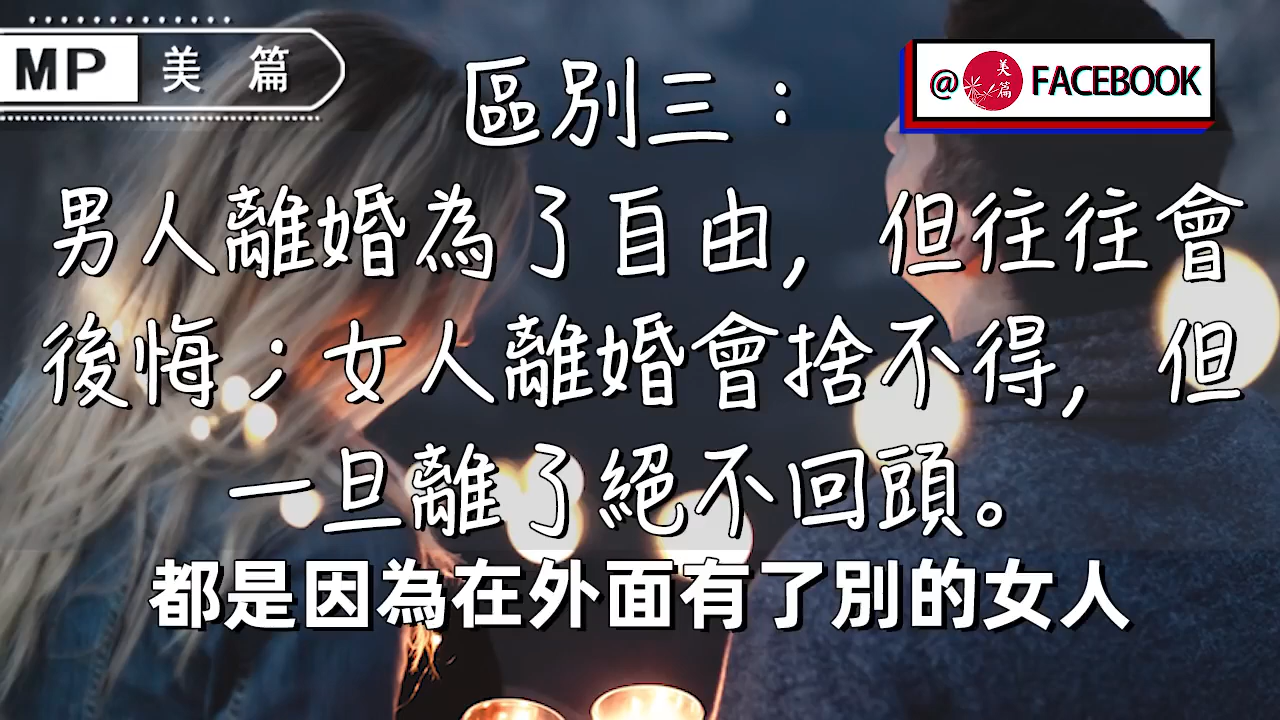 MP 美篇
@ 美篇 FACEBOOK
區別三：
男人離婚為了自由，但往往會
後悔；女人離婚會捨不得，但
一旦離了絕不回頭。
都是因為在外面有了別的女人